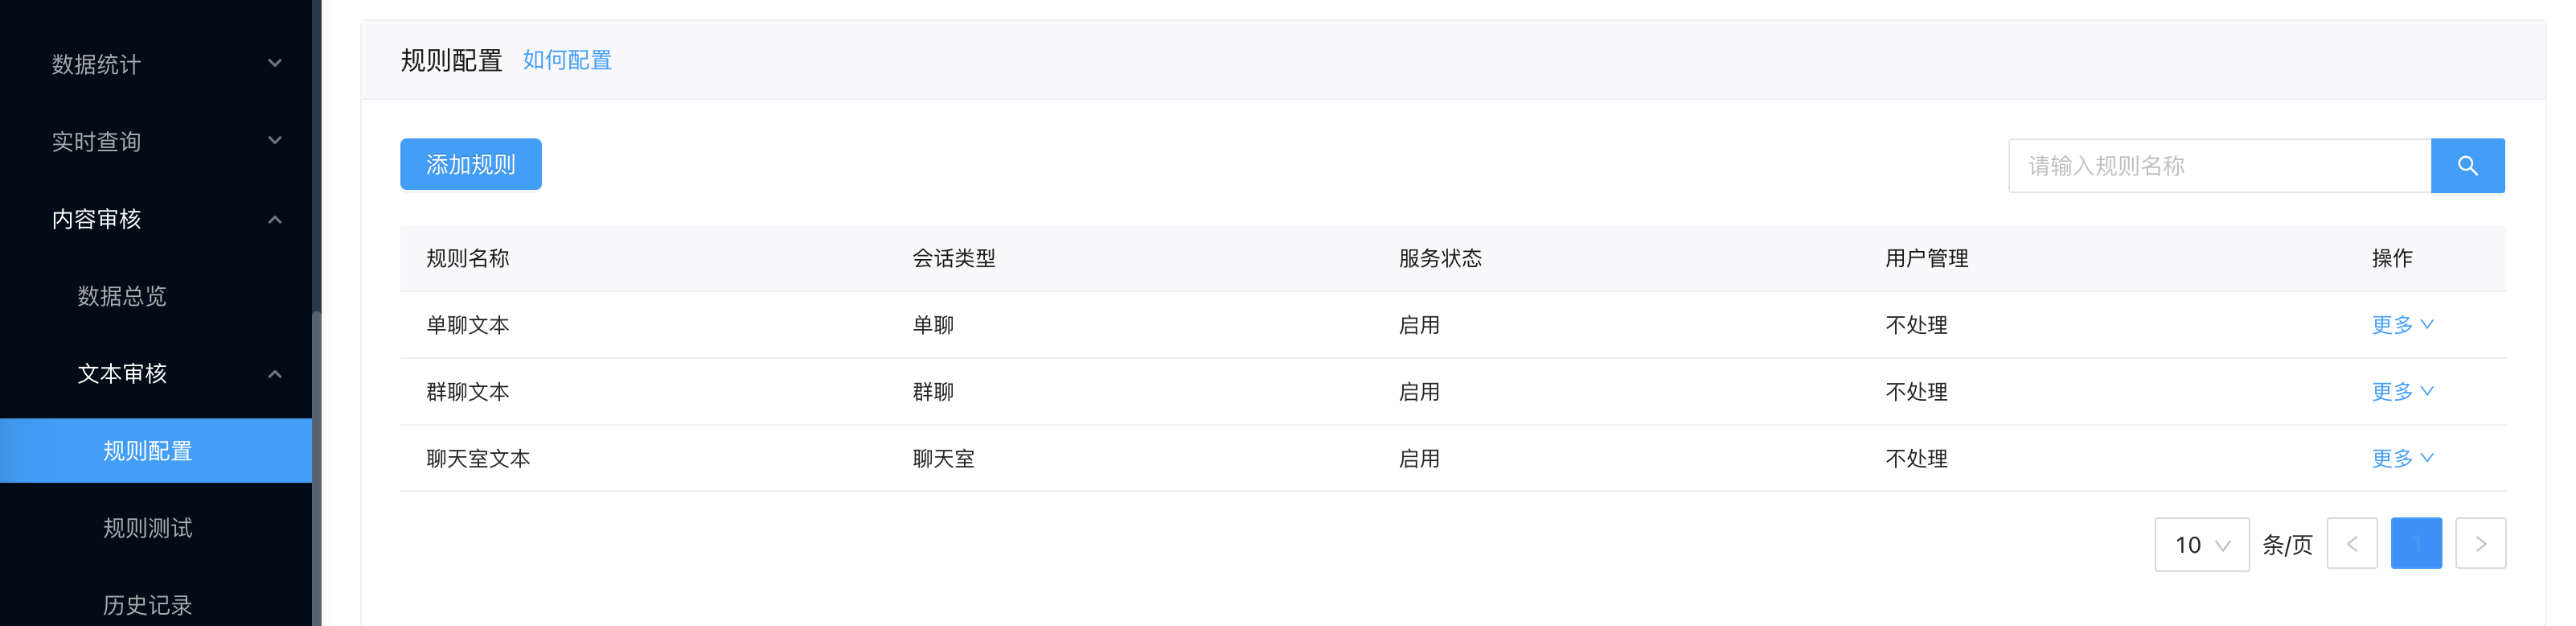 数据统计
实时查询
内容审核
数据总览
文本审核
规则配置
规则测试
历史记录
规则配置 如何配置
添加规则 请输入规则名称
规则名称 会话类型 服务状态 用户管理 操作
单聊文本 单聊 启用 不处理 更多
群聊文本 群聊 启用 不处理 更多
聊天室文本 聊天室 启用 不处理 更多
10 条/页 1